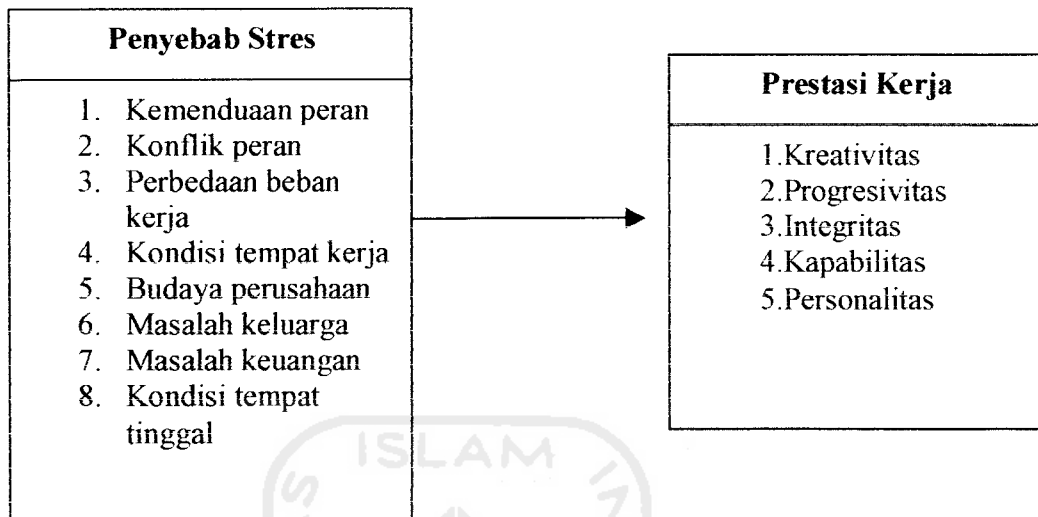 Penyebab Stres
1. Kemenduaan peran
2. Konflik peran
3. Perbedaan beban
kerja
4. Kondisi tempat kerja
5. Budaya perusahaan
6. Masalah keluarga
7. Masalah keuangan
8. Kondisi tempat
tinggal
Prestasi Kerja
1.Kreativitas
2.Progresivitas
3.Integritas
4.Kapabilitas
5.Personalitas
ISLAM